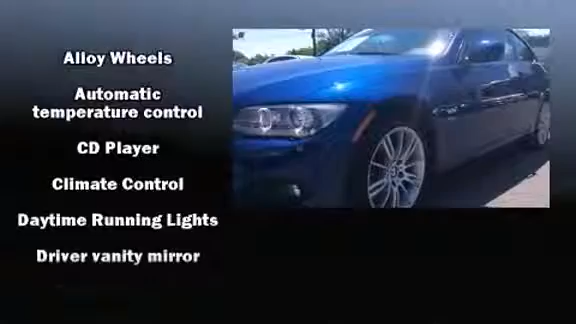 Alloy Wheels
Automatic
temperature control
CD Player
Climate Control
Daytime Running Lights
Driver vanity mirror